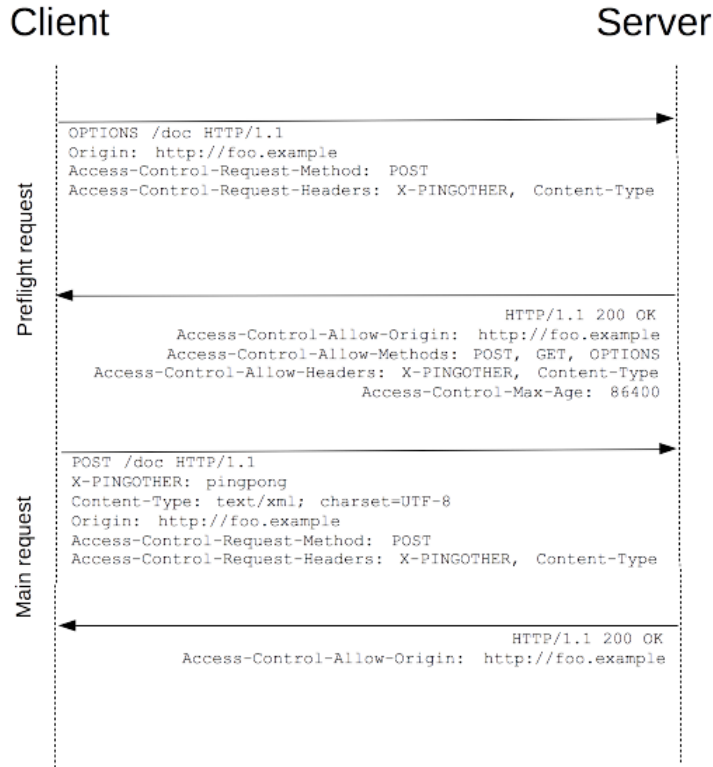 Client
Server
Preflight request
OPTIONS /doc HTTP/1.1
Origin: http://foo.example
Access-Control-Request-Method: POST
Access-Control-Request-Headers: X-PINGOTHER, Content-Type
HTTP/1.1 200 OK
Access-Control-Allow-Origin: http://foo.example
Access-Control-Allow-Methods: POST, GET, OPTIONS
Access-Control-Allow-Headers: X-PINGOTHER, Content-Type
Access-Control-Max-Age: 86400
Main request
POST /doc HTTP/1.1
X-PINGOTHER: pingpong
Content-Type: text/xml; charset=UTF-8
Origin: http://foo.example
Access-Control-Request-Method: POST
Access-Control-Request-Headers: X-PINGOTHER, Content-Type
HTTP/1.1 200 OK
Access-Control-Allow-Origin: http://foo.example